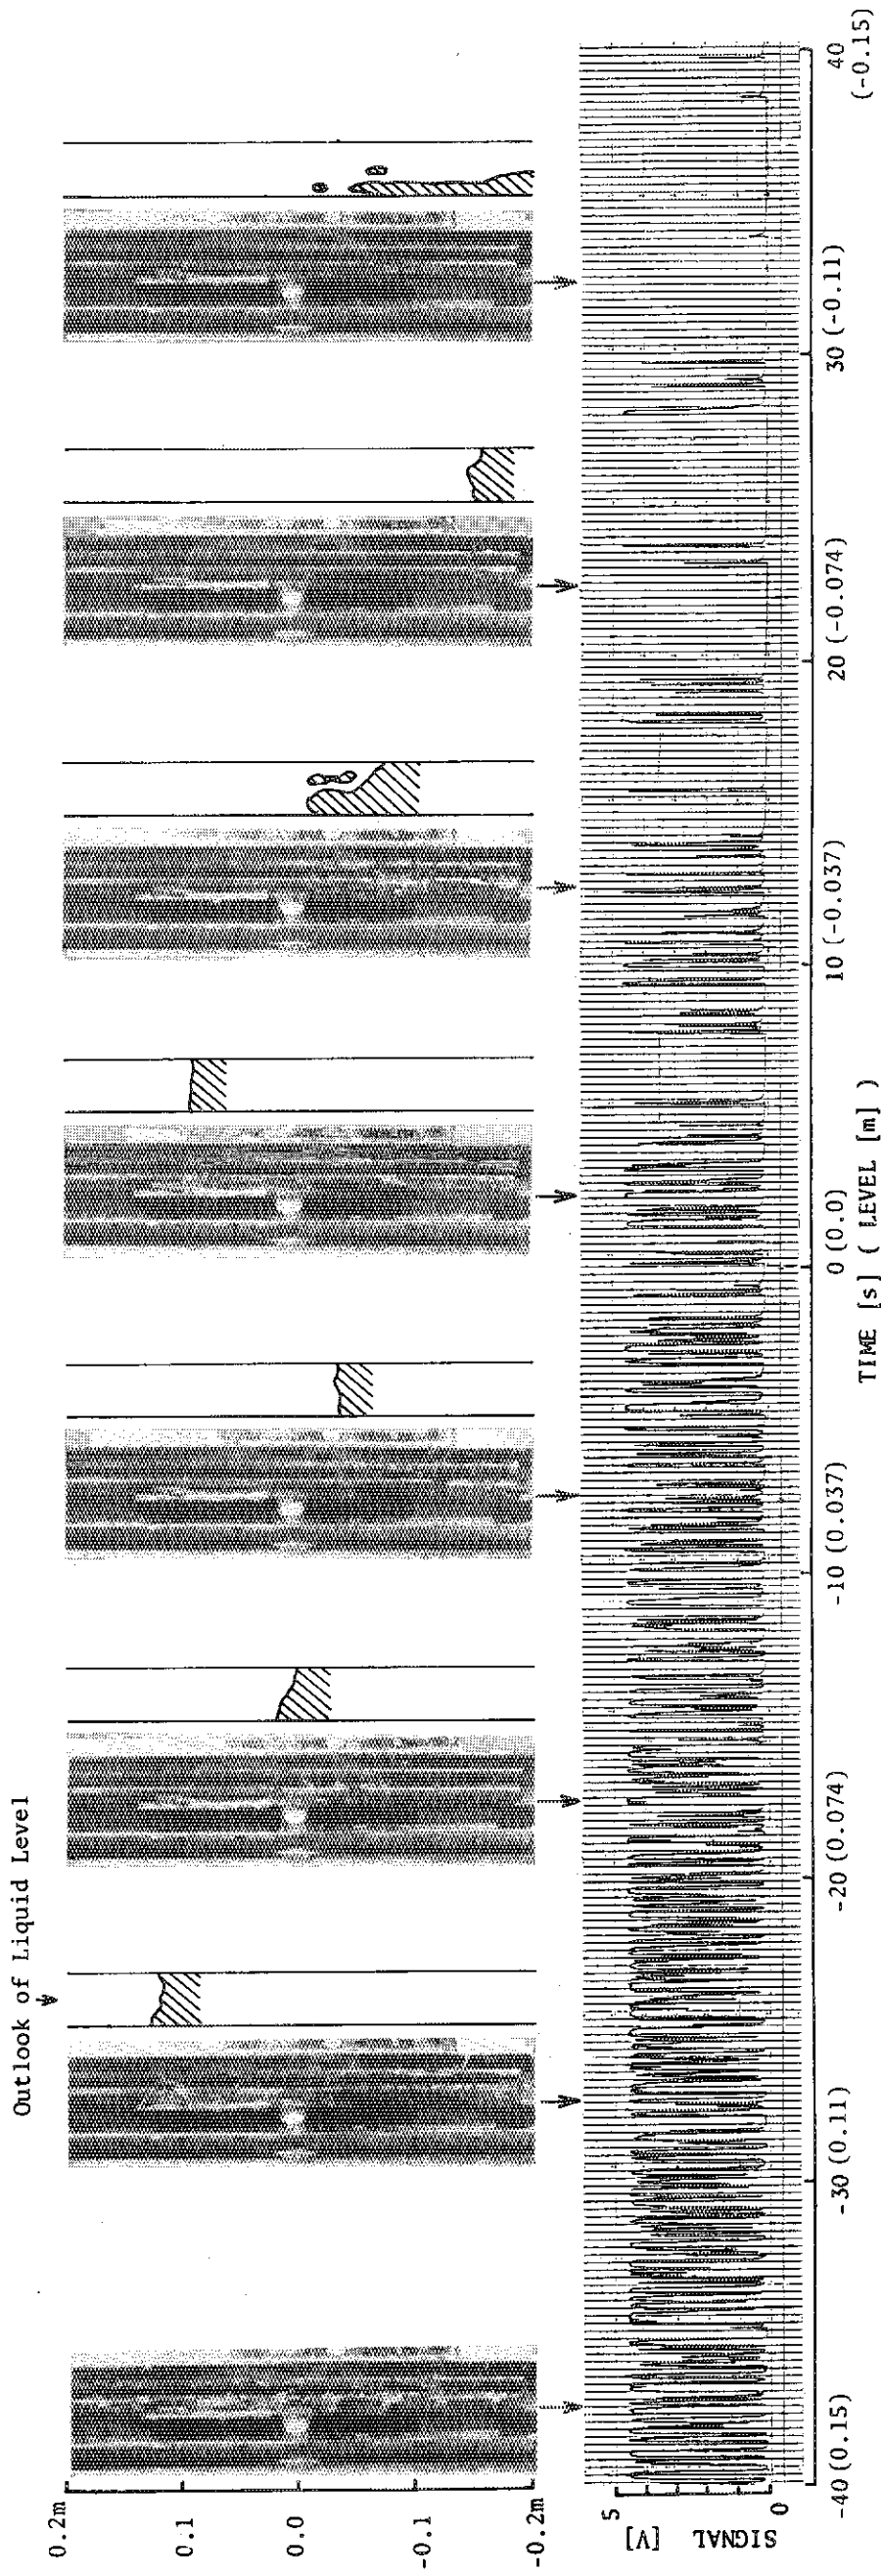 Outlook of Liquid Level
0.2m
0.1
0.0
-0.1
-0.2m
5
0
SIGNAL
[V]
-40 (0.15)
-30 (0.11)
-20 (0.074)
-10 (0.037)
0 (0.0)
10 (-0.037)
20 (-0.074)
30 (-0.11)
40
(-0.15)
TIME [s] ( LEVEL [m] )